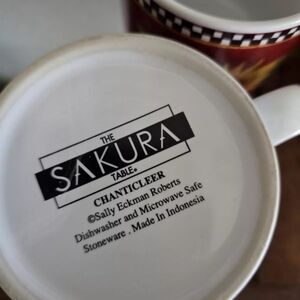 THE
SAKURA
TABLE®
CHANTICLEER
©Sally Eckman Roberts
Dishwasher and Microwave Safe
Stoneware . Made In Indonesia